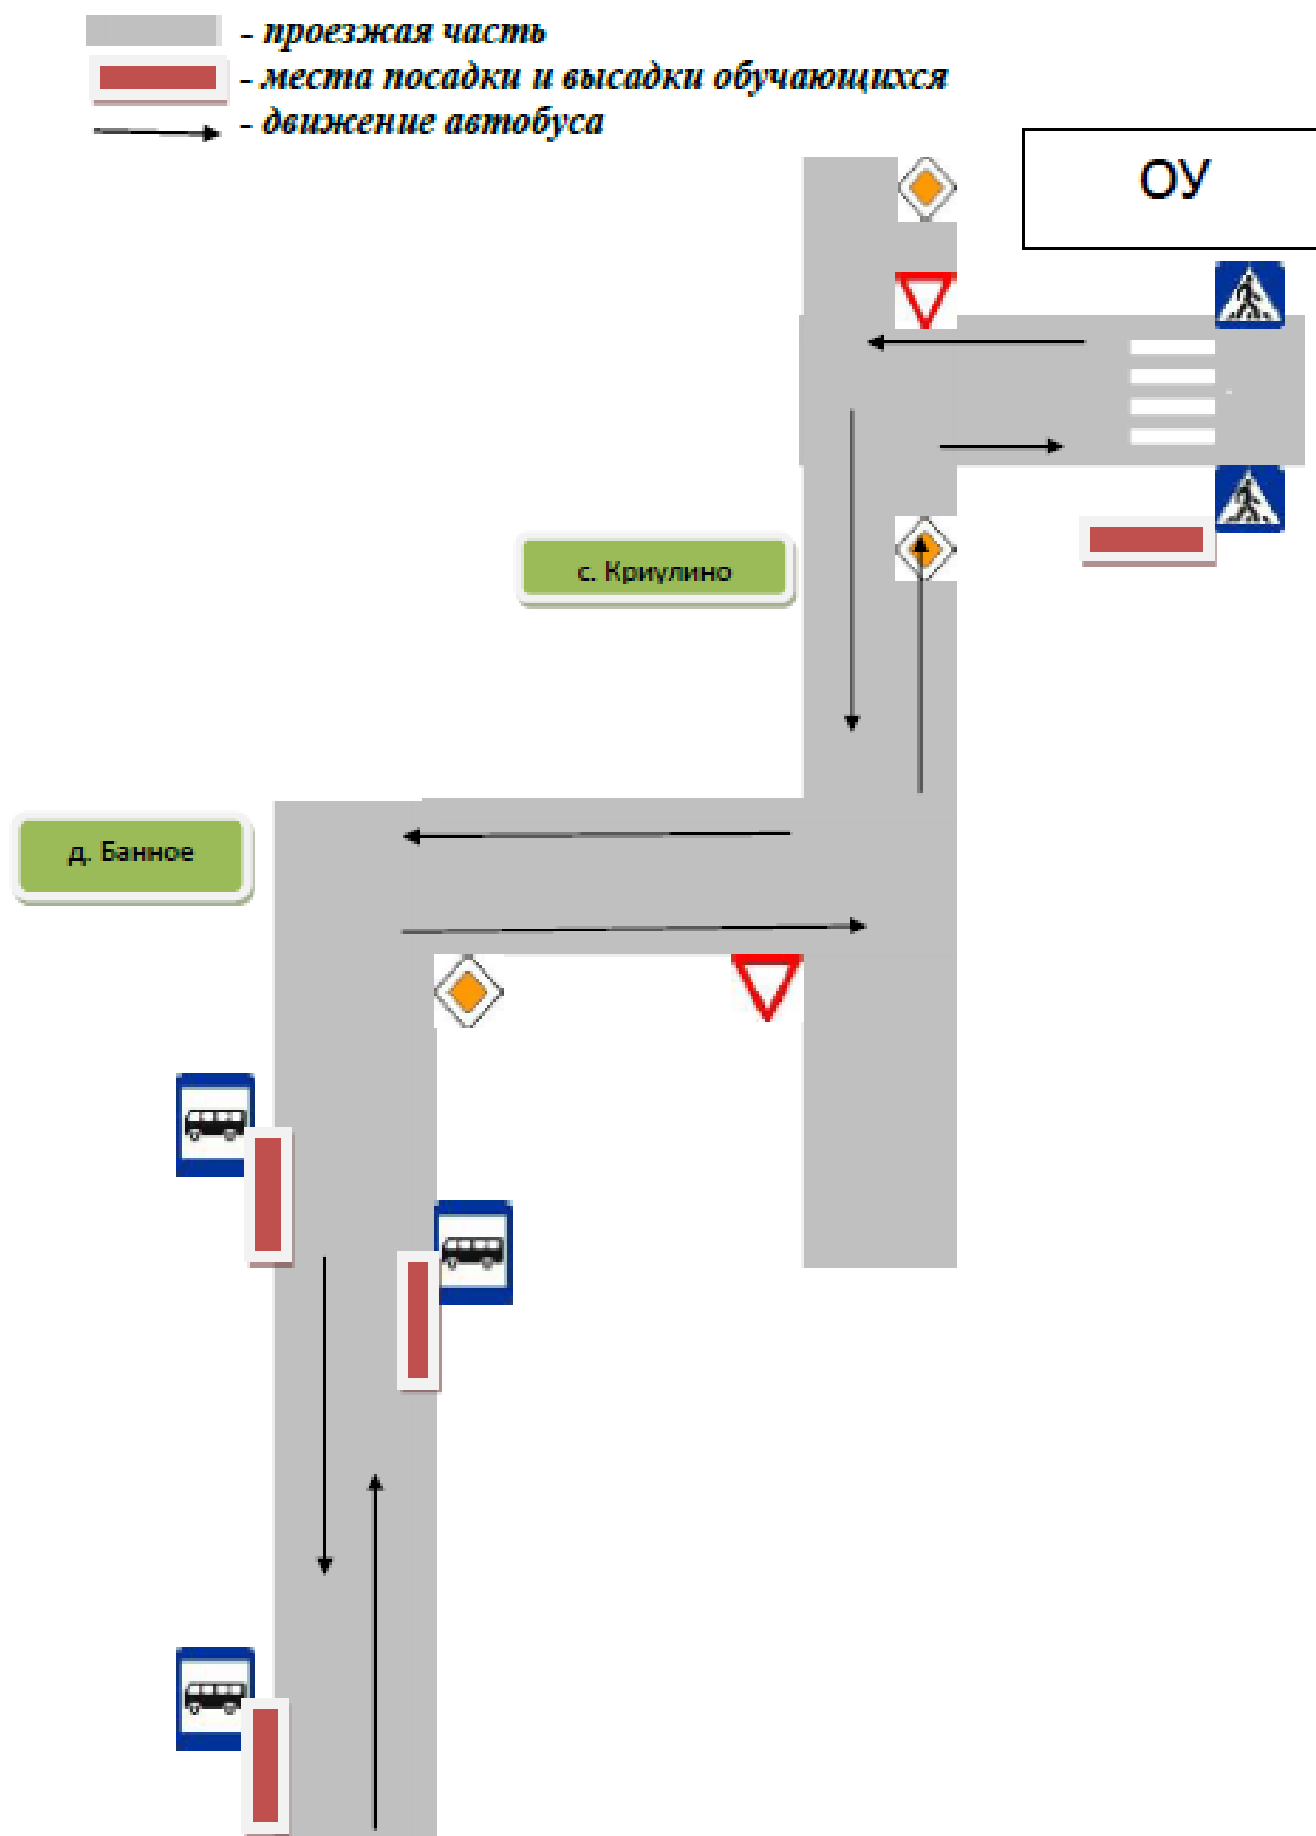 - проезжая часть
- места посадки и высадки обучающихся
- движение автобуса
ОУ
с. Криулино
д. Банное